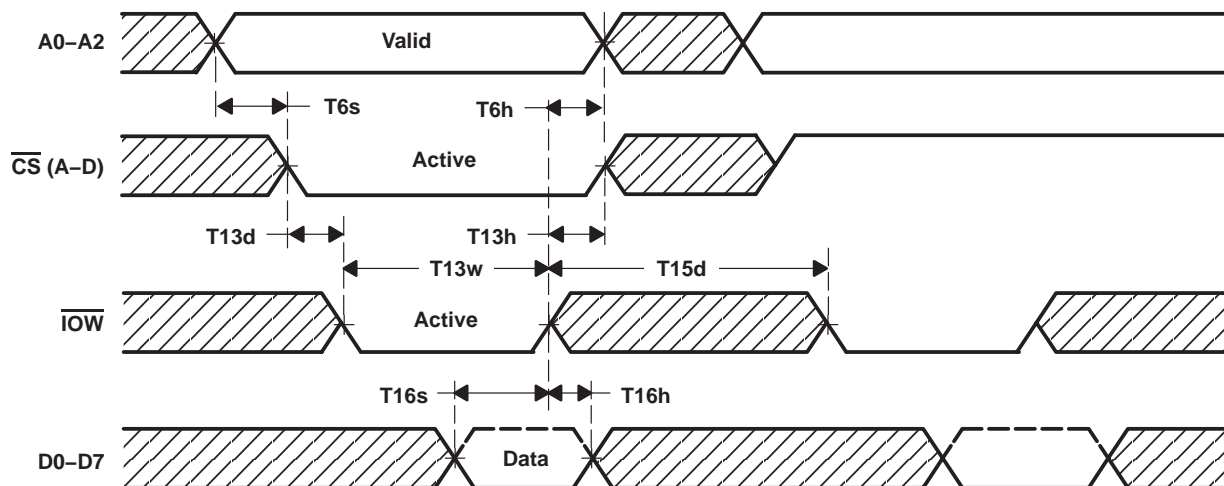 A0–A2
Valid
T6s
T6h
CS (A–D)
Active
T13d
T13h
T13w
T15d
IOW
Active
T16s
T16h
D0–D7
Data